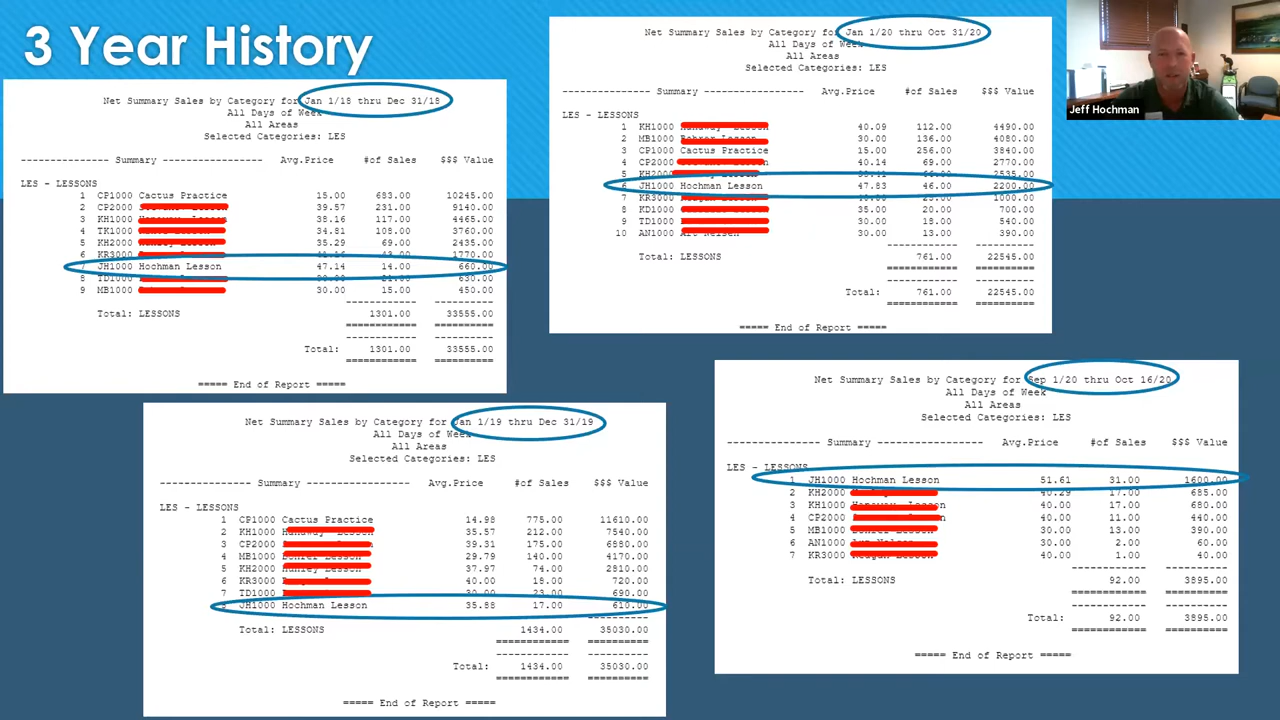 3 Year History
Net Summary Sales by Category for Jan 1/18 thru Dec 31/18
All Days of Week
All Areas
Selected Categories: LES
--------------- Summary ----------------- Avg.Price #of Sales $$$ Value
LES - LESSONS
1 CP1000 Cactus Practice 15.00 683.00 10245.00
2 CP2000 39.57 231.00 9140.00
3 KH1000 38.16 117.00 4465.00
4 TK1000 34.81 108.00 3760.00
5 KH2000 35.29 69.00 2435.00
6 KR3000 1770.00
7 JH1000 Hochman Lesson 47.14 14.00 660.00
8 TD1000 630.00
9 MB1000 30.00 15.00 450.00
Total: LESSONS 1301.00 33555.00
Total: 1301.00 33555.00
===== End of Report =====
Net Summary Sales by Category for Jan 1/20 thru Oct 31/20
All Days of Week
All Areas
Selected Categories: LES
--------------- Summary ----------------- Avg.Price #of Sales $$$ Value
LES - LESSONS
1 KH1000 40.09 112.00 4490.00
2 MB1000 30.00 136.00 4080.00
3 CP1000 Cactus Practice 15.00 256.00 3840.00
4 CP2000 40.14 69.00 2770.00
5 KH2000 2535.00
6 JH1000 Hochman Lesson 47.83 46.00 2200.00
7 KR3000 1000.00
8 KD1000 35.00 20.00 700.00
9 TD1000 30.00 18.00 540.00
10 AN1000 30.00 13.00 390.00
Total: LESSONS 761.00 22545.00
Total: 761.00 22545.00
===== End of Report =====
Jeff Hochman
Net Summary Sales by Category for Jan 1/19 thru Dec 31/19
All Days of Week
All Areas
Selected Categories: LES
--------------- Summary ----------------- Avg.Price #of Sales $$$ Value
LES - LESSONS
1 CP1000 Cactus Practice 14.98 775.00 11610.00
2 KH1000 35.57 212.00 7540.00
3 CP2000 39.31 175.00 6880.00
4 MB1000 29.79 140.00 4170.00
5 KH2000 37.97 74.00 2810.00
6 KR3000 40.00 18.00 720.00
7 TD1000 30.00 23.00 690.00
8 JH1000 Hochman Lesson 35.88 17.00 610.00
Total: LESSONS 1434.00 35030.00
Total: 1434.00 35030.00
===== End of Report =====
Net Summary Sales by Category for Sep 1/20 thru Oct 16/20
All Days of Week
All Areas
Selected Categories: LES
--------------- Summary ----------------- Avg.Price #of Sales $$$ Value
LES - LESSONS
1 JH1000 Hochman Lesson 51.61 31.00 1600.00
2 KH2000 40.29 17.00 685.00
3 KH1000 40.00 17.00 680.00
4 CP2000 40.00 11.00 440.00
5 MB1000 30.00 13.00 390.00
6 AN1000 30.00 2.00 60.00
7 KR3000 40.00 1.00 40.00
Total: LESSONS 92.00 3895.00
Total: 92.00 3895.00
===== End of Report =====